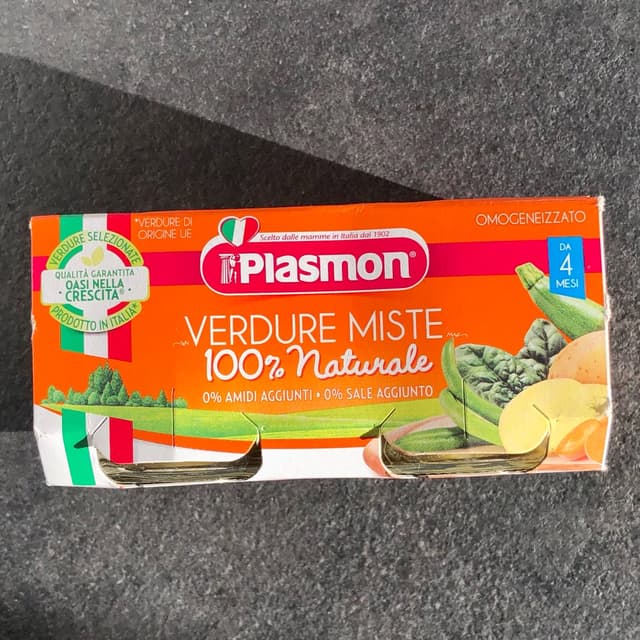 *VERDURE DI
ORIGINE UE
OMOGENEIZZATO
VERDURE SELEZIONATE
QUALITÀ GARANTITA
OASI NELLA
CRESCITA®
PRODOTTO IN ITALIA*
Scelto dalle mamme in Italia dal 1902
Plasmon®
DA
4
MESI
VERDURE MISTE
100% Naturale
0% AMIDI AGGIUNTI • 0% SALE AGGIUNTO